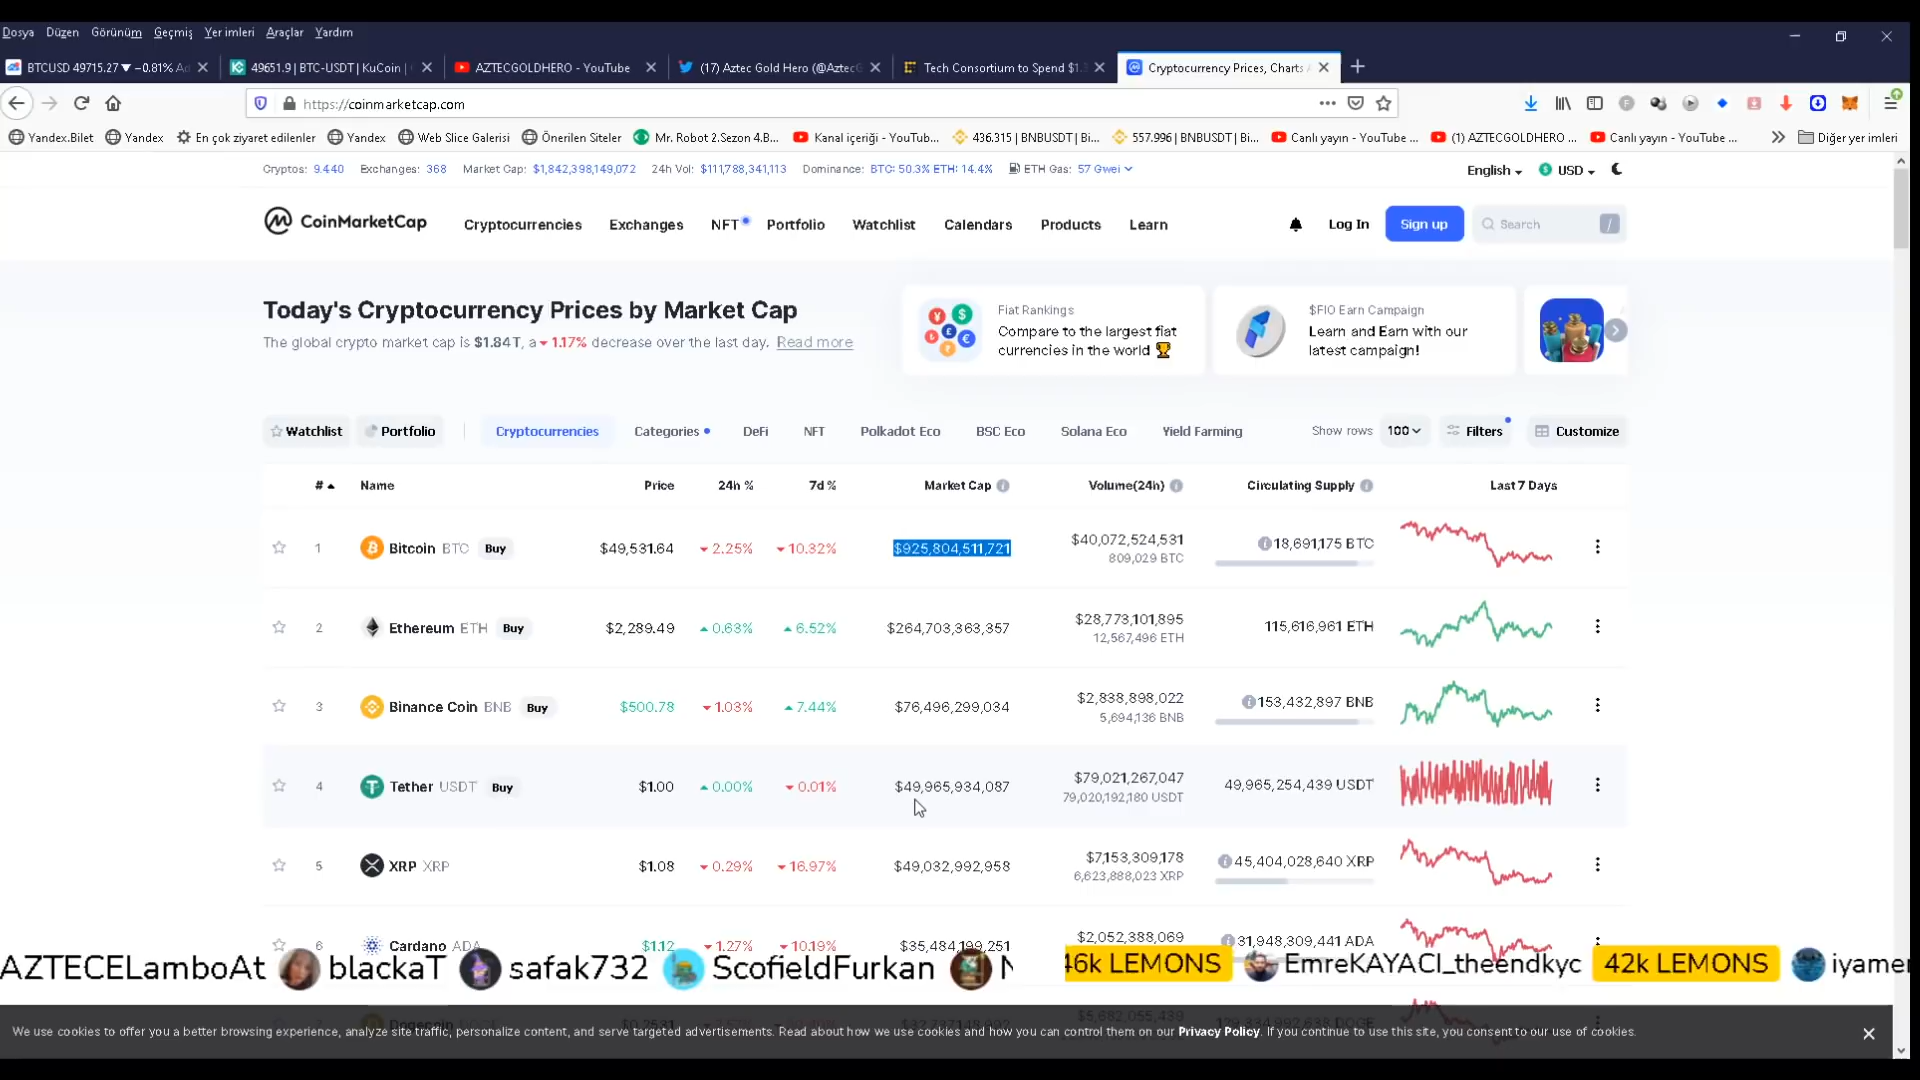 Dosya Düzen Görünüm Geçmiş Yer imleri Araçlar Yardım
BTCUSD 49715.27 ▼ −0.81% 49651.9 | BTC-USDT | KuCoin | AZTECGOLDHERO - YouTube (17) Aztec Gold Hero (@AztecG Tech Consortium to Spend $1. Cryptocurrency Prices, Charts
https://coinmarketcap.com
Yandex.Bilet Yandex En çok ziyaret edilenler Yandex Web Slice Galerisi Önerilen Siteler Mr. Robot 2.Sezon 4.B... Kanal içeriği - YouTub... 436.315 | BNBUSDT | Bi... 557.996 | BNBUSDT | Bi... Canlı yayın - YouTube ... (1) AZTECGOLDHERO ... Canlı yayın - YouTube ... Diğer yer imleri
Cryptos: 9.440 Exchanges: 368 Market Cap: $1,842,398,149,072 24h Vol: $111,788,341,113 Dominance: BTC: 50.3% ETH: 14.4% ETH Gas: 57 Gwei English USD
CoinMarketCap Cryptocurrencies Exchanges NFT Portfolio Watchlist Calendars Products Learn Log In Sign up Search /
Today's Cryptocurrency Prices by Market Cap
The global crypto market cap is $1.84T, a 1.17% decrease over the last day. Read more
Fiat Rankings
Compare to the largest fiat
currencies in the world
$FIO Earn Campaign
Learn and Earn with our
latest campaign!
Watchlist Portfolio Cryptocurrencies Categories DeFi NFT Polkadot Eco BSC Eco Solana Eco Yield Farming Show rows 100 Filters Customize
# Name Price 24h % 7d % Market Cap Volume(24h) Circulating Supply Last 7 Days
1 Bitcoin BTC Buy $49,531.64 2.25% 10.32% $925,804,511,721 $40,072,524,531 18,691,175 BTC
809,029 BTC
2 Ethereum ETH Buy $2,289.49 0.63% 6.52% $264,703,363,357 $28,773,101,895 115,616,961 ETH
12,567,496 ETH
3 Binance Coin BNB Buy $500.78 1.03% 7.44% $76,496,299,034 $2,838,898,022 153,432,897 BNB
5,694,136 BNB
4 Tether USDT Buy $1.00 0.00% 0.01% $49,965,934,087 $79,021,267,047 49,965,254,439 USDT
79,020,192,180 USDT
5 XRP XRP $1.08 0.29% 16.97% $49,032,992,958 $7,153,309,178 45,404,028,640 XRP
6,623,888,023 XRP
6 Cardano ADA $1.12 1.27% 10.19% $35,484,199,251 $2,052,388,069 31,948,309,441 ADA
AZTECELamboAt blackaT safak732 ScofieldFurkan 46k LEMONS EmreKAYACI_theendkyc 42k LEMONS iyamer
We use cookies to offer you a better browsing experience, analyze site traffic, personalize content, and serve targeted advertisements. Read about how we use cookies and how you can control them on our Privacy Policy. If you continue to use this site, you consent to our use of cookies.